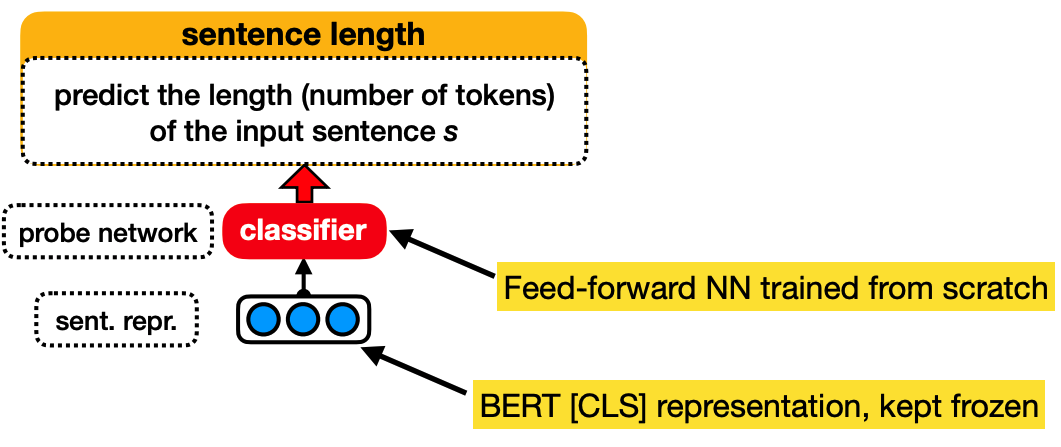 sentence length
predict the length (number of tokens)
of the input sentence s
probe network
classifier
Feed-forward NN trained from scratch
sent. repr.
BERT [CLS] representation, kept frozen